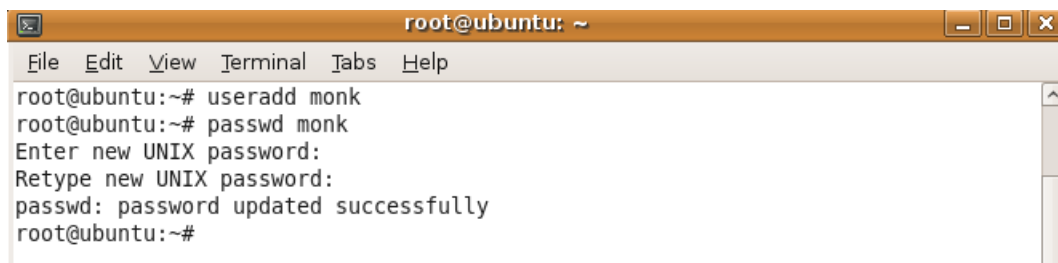 root@ubuntu: ~
File Edit View Terminal Tabs Help
root@ubuntu:~# useradd monk
root@ubuntu:~# passwd monk
Enter new UNIX password:
Retype new UNIX password:
passwd: password updated successfully
root@ubuntu:~#